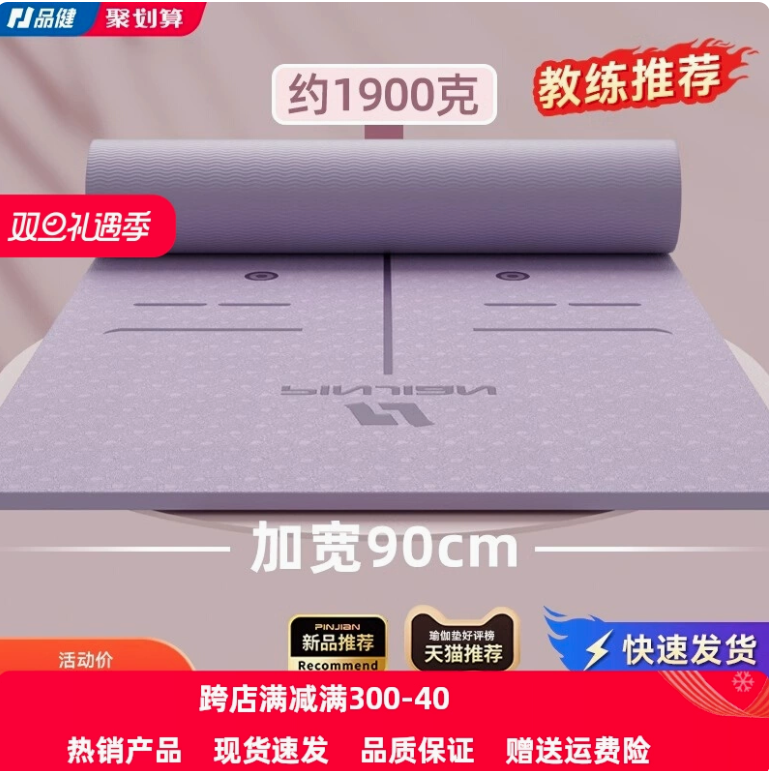 品健 聚划算
约1900克
教练推荐
双旦礼遇季
PINJIAN
加宽90cm
PINJIAN
新品推荐
Recommend
瑜伽垫好评榜
天猫推荐
快速发货
活动价
跨店满减满300-40
热销产品 现货速发 品质保证 赠送运费险